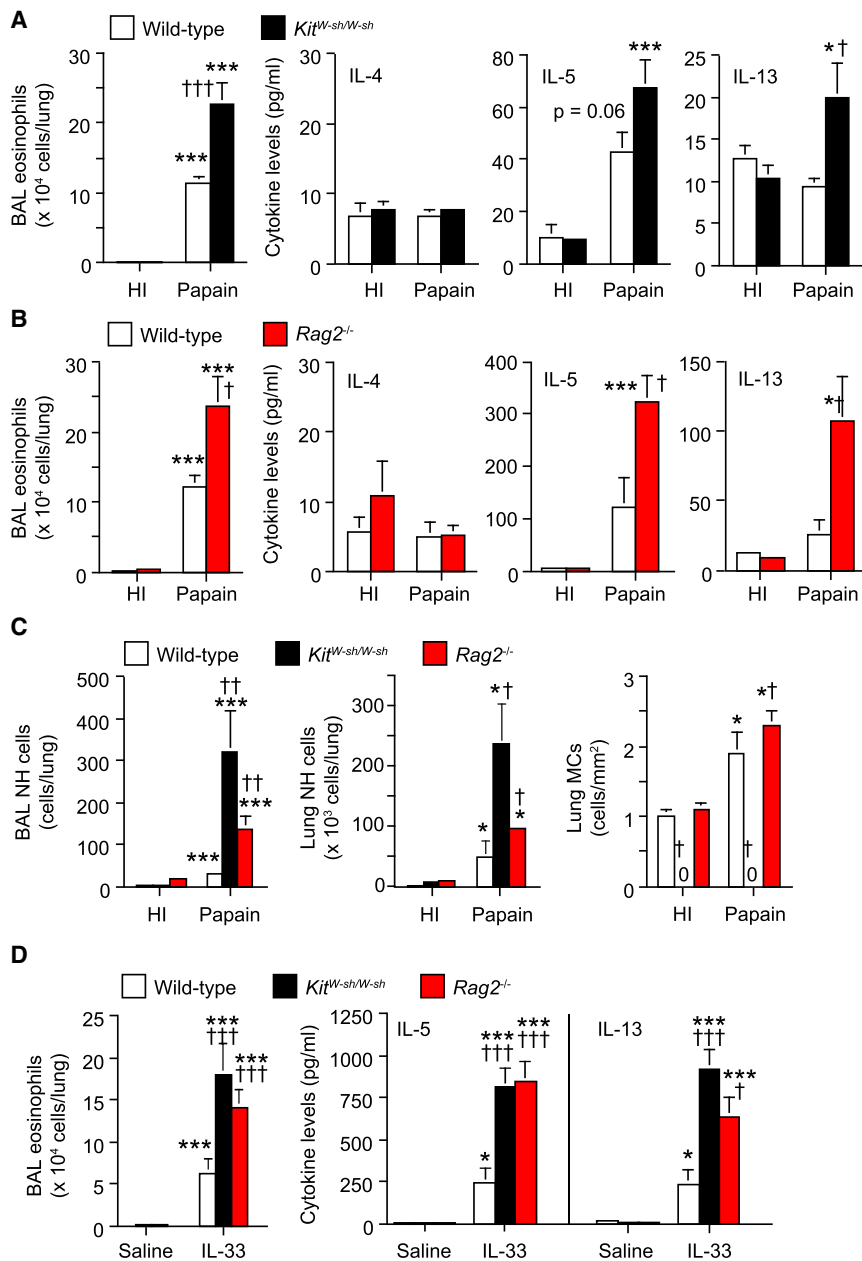 A
Wild-type
Kit^W-sh/W-sh
BAL eosinophils
(x 10^4 cells/lung)
30
20
10
0
***
†††
***
HI
Papain
Cytokine levels (pg/ml)
IL-4
30
20
10
0
HI
Papain
IL-5
80
60
40
20
0
p = 0.06
***
HI
Papain
IL-13
25
20
15
10
5
0
*†
HI
Papain
B
Wild-type
Rag2^-/-
BAL eosinophils
(x 10^4 cells/lung)
30
20
10
0
***
***
†
HI
Papain
Cytokine levels (pg/ml)
IL-4
30
20
10
0
HI
Papain
IL-5
400
300
200
100
0
***
†
HI
Papain
IL-13
150
100
50
0
*†
HI
Papain
C
Wild-type
Kit^W-sh/W-sh
Rag2^-/-
BAL NH cells
(cells/lung)
500
400
300
200
100
0
***
††
***
††
***
HI
Papain
Lung NH cells
(x 10^3 cells/lung)
300
200
100
0
*
*†
†
*
HI
Papain
Lung MCs
(cells/mm^2)
3
2
1
0
†
0
*
†
0
*†
HI
Papain
D
Wild-type
Kit^W-sh/W-sh
Rag2^-/-
BAL eosinophils
(x 10^4 cells/lung)
25
20
15
10
5
0
***
***
†††
***
†††
Saline
IL-33
Cytokine levels (pg/ml)
1250
1000
750
500
250
0
IL-5
*
***
†††
***
†††
Saline
IL-33
IL-13
*
***
†††
***
†
Saline
IL-33